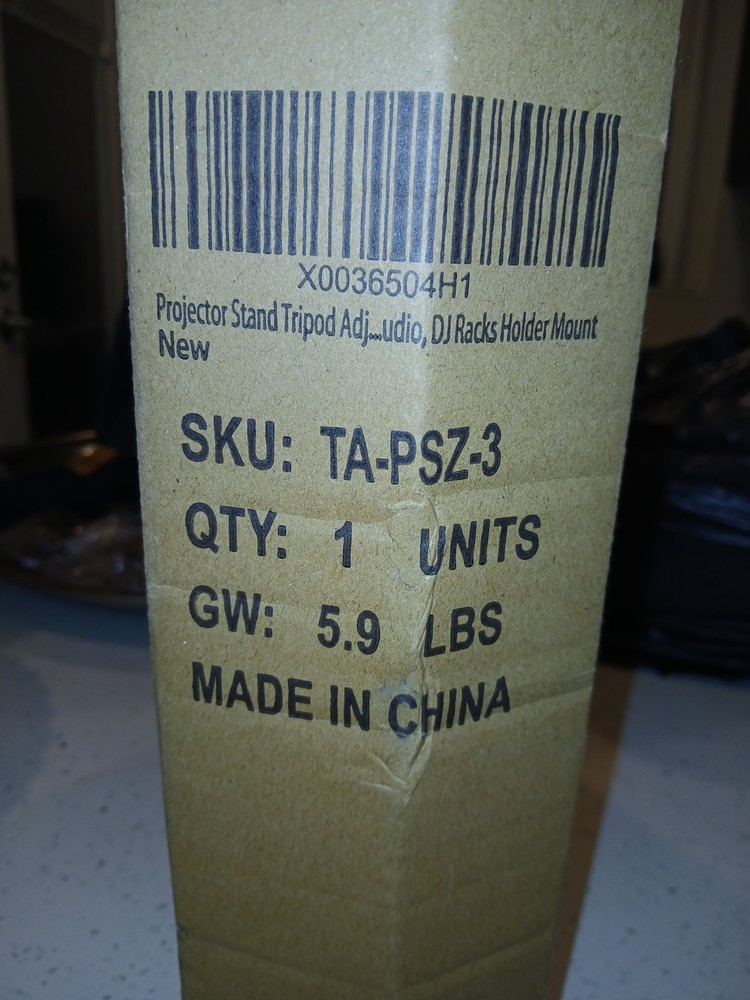 X0036504H1
Projector Stand Tripod Adj...udio, DJ Racks Holder Mount
New
SKU: TA-PSZ-3
QTY: 1 UNITS
GW: 5.9 LBS
MADE IN CHINA